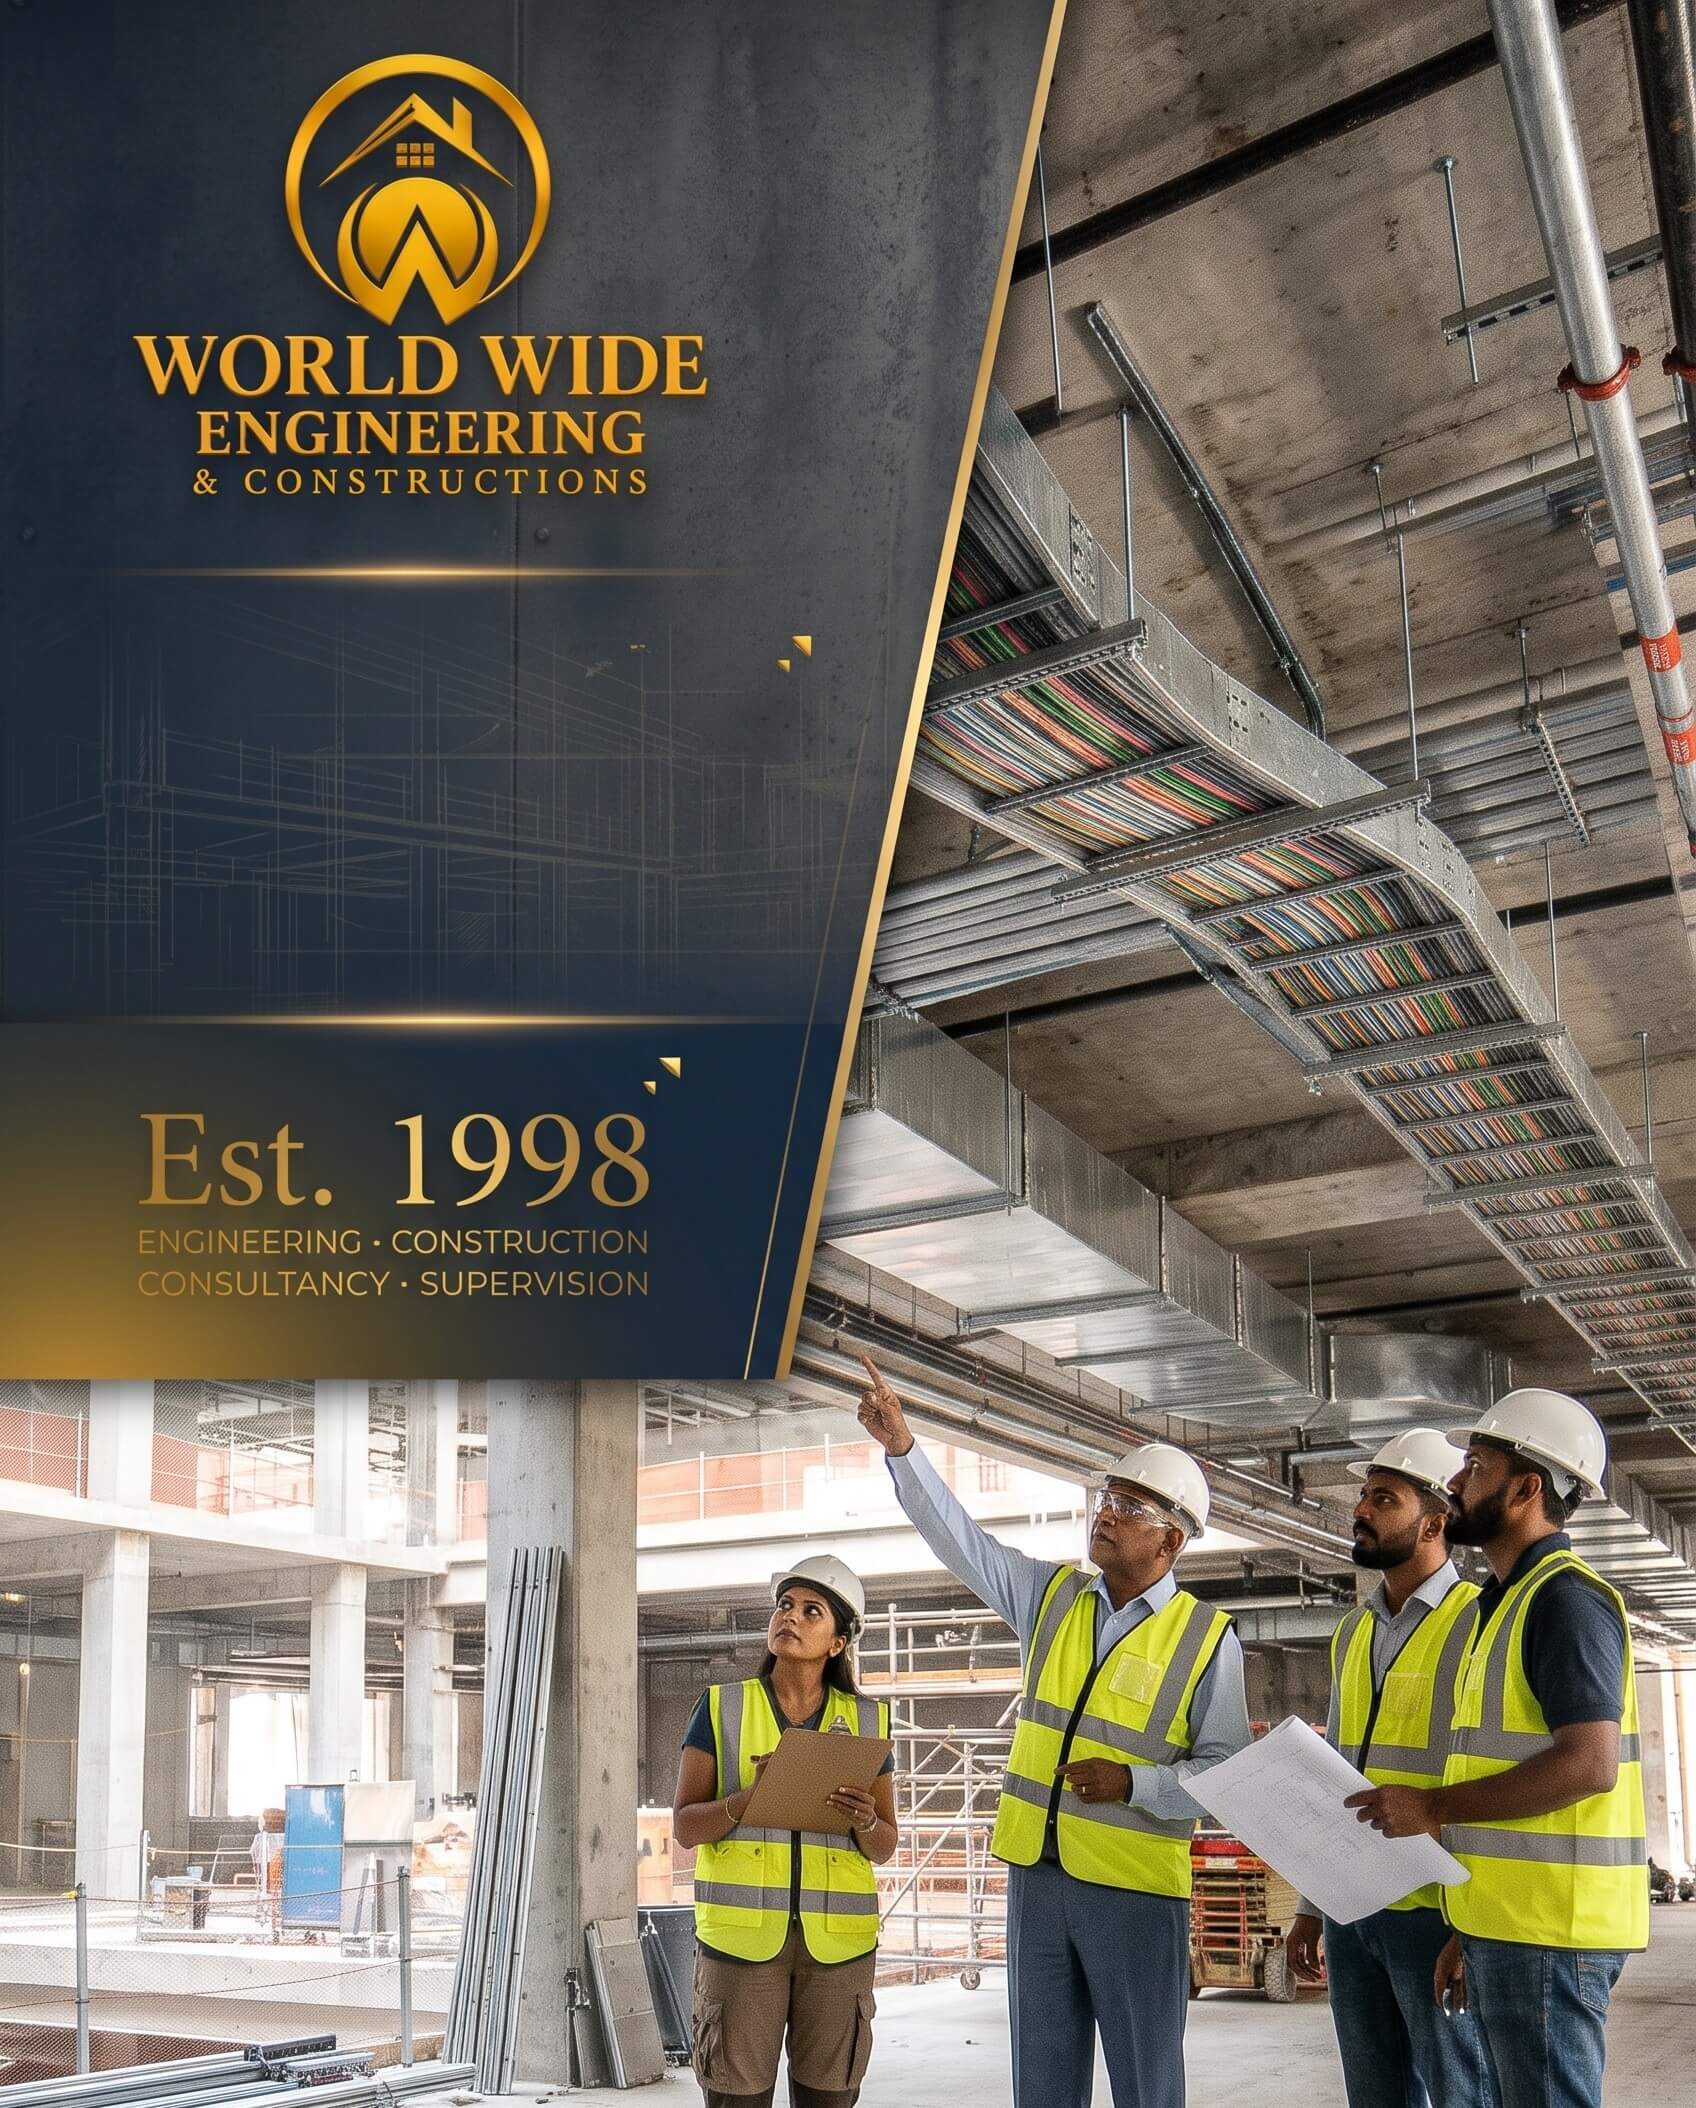 WORLD WIDE
ENGINEERING
& CONSTRUCTIONS
Est. 1998
ENGINEERING • CONSTRUCTION
CONSULTANCY • SUPERVISION